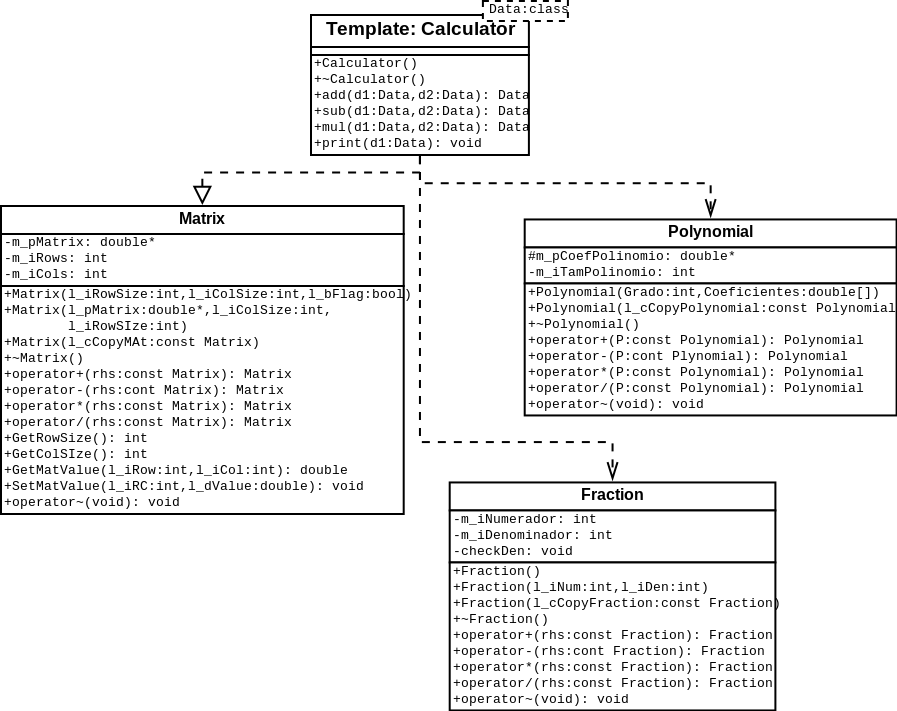 Data:class
Template: Calculator
+Calculator()
+~Calculator()
+add(d1:Data,d2:Data): Data
+sub(d1:Data,d2:Data): Data
+mul(d1:Data,d2:Data): Data
+print(d1:Data): void
Matrix
-m_pMatrix: double*
-m_iRows: int
-m_iCols: int
+Matrix(l_iRowSize:int,l_iColSize:int,l_bFlag:bool)
+Matrix(l_pMatrix:double*,l_iColSize:int,
l_iRowSIze:int)
+Matrix(l_cCopyMAt:const Matrix)
+~Matrix()
+operator+(rhs:const Matrix): Matrix
+operator-(rhs:cont Matrix): Matrix
+operator*(rhs:const Matrix): Matrix
+operator/(rhs:const Matrix): Matrix
+GetRowSize(): int
+GetColSIze(): int
+GetMatValue(l_iRow:int,l_iCol:int): double
+SetMatValue(l_iRC:int,l_dValue:double): void
+operator~(void): void
Polynomial
#m_pCoefPolinomio: double*
-m_iTamPolinomio: int
+Polynomial(Grado:int,Coeficientes:double[])
+Polynomial(l_cCopyPolynomial:const Polynomial
+~Polynomial()
+operator+(P:const Polynomial): Polynomial
+operator-(P:cont Plynomial): Polynomial
+operator*(P:const Polynomial): Polynomial
+operator/(P:const Polynomial): Polynomial
+operator~(void): void
Fraction
-m_iNumerador: int
-m_iDenominador: int
-checkDen: void
+Fraction()
+Fraction(l_iNum:int,l_iDen:int)
+Fraction(l_cCopyFraction:const Fraction)
+~Fraction()
+operator+(rhs:const Fraction): Fraction
+operator-(rhs:cont Fraction): Fraction
+operator*(rhs:const Fraction): Fraction
+operator/(rhs:const Fraction): Fraction
+operator~(void): void